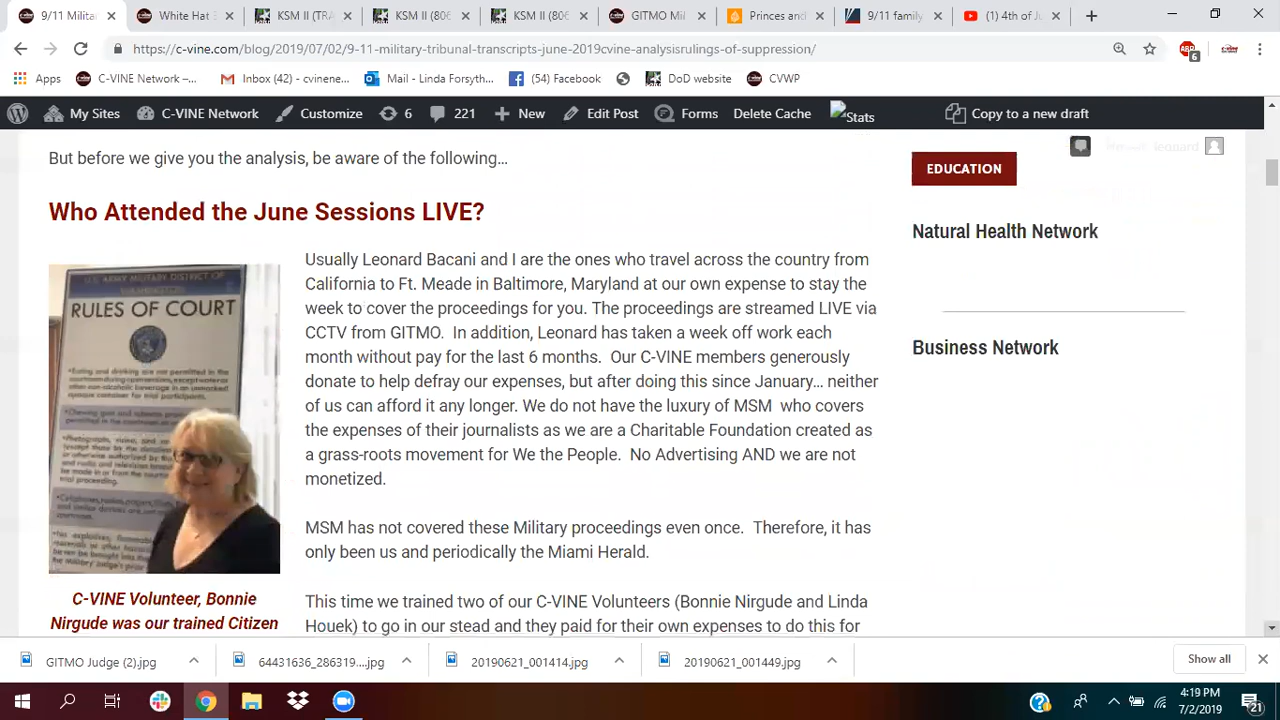 9/11 Milita
WhiteHat
KSM II (TRA
KSM II (806
KSM II (806
GITMO Mil
Princes and
9/11 family
(1) 4th of Ju
https://c-vine.com/blog/2019/07/02/9-11-military-tribunal-transcripts-june-2019cvine-analysisrulings-of-suppression/
ABP
6
Apps
C-VINE Network –...
Inbox (42) - cvinene...
Mail - Linda Forsyth...
(54) Facebook
DoD website
CVWP
My Sites
C-VINE Network
Customize
6
221
New
Edit Post
Forms
Delete Cache
Stats
Copy to a new draft
leonard
But before we give you the analysis, be aware of the following...
EDUCATION
Who Attended the June Sessions LIVE?
Natural Health Network
Business Network
U.S. ARMY MILITARY DISTRICT OF
WASHINGTON
RULES OF COURT
Usually Leonard Bacani and I are the ones who travel across the country from
California to Ft. Meade in Baltimore, Maryland at our own expense to stay the
week to cover the proceedings for you. The proceedings are streamed LIVE via
CCTV from GITMO. In addition, Leonard has taken a week off work each
month without pay for the last 6 months. Our C-VINE members generously
donate to help defray our expenses, but after doing this since January... neither
of us can afford it any longer. We do not have the luxury of MSM who covers
the expenses of their journalists as we are a Charitable Foundation created as
a grass-roots movement for We the People. No Advertising AND we are not
monetized.
MSM has not covered these Military proceedings even once. Therefore, it has
only been us and periodically the Miami Herald.
C-VINE Volunteer, Bonnie
Nirgude was our trained Citizen
This time we trained two of our C-VINE Volunteers (Bonnie Nirgude and Linda
Houek) to go in our stead and they paid for their own expenses to do this for
GITMO Judge (2).jpg
64431636_286319....jpg
20190621_001414.jpg
20190621_001449.jpg
Show all
4:19 PM
7/2/2019
21